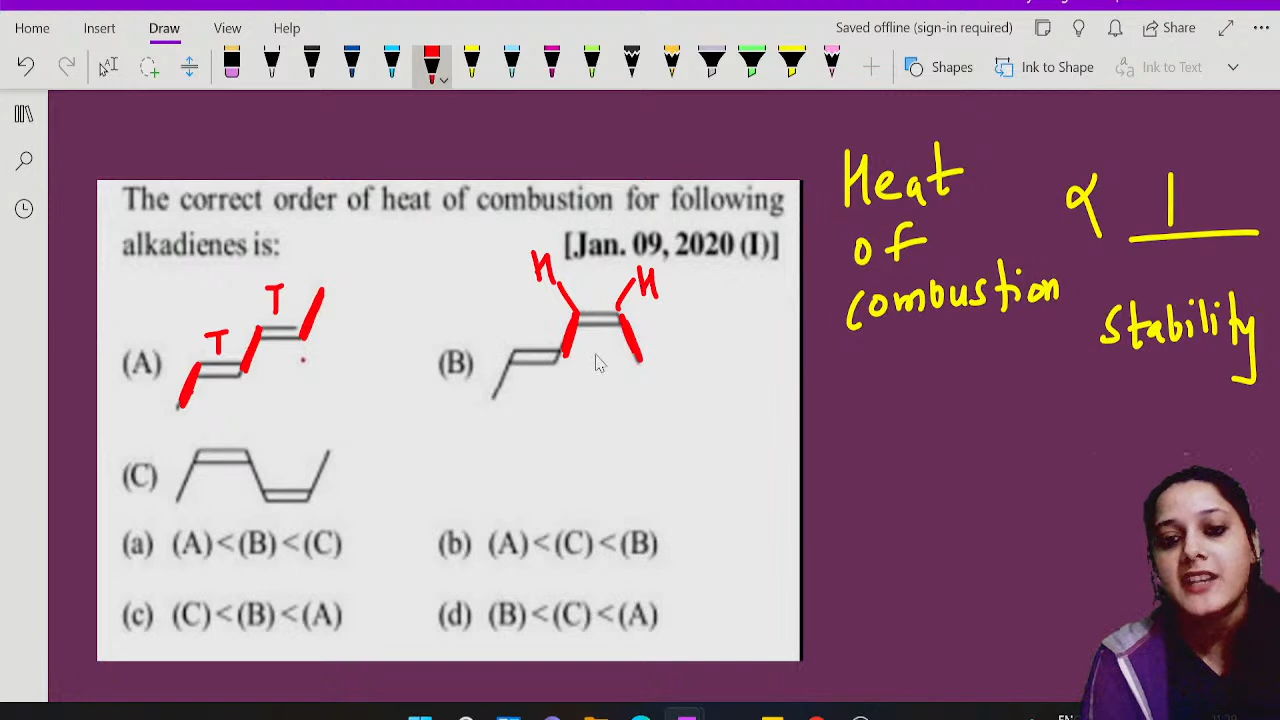 Home Insert Draw View Help
Saved offline (sign-in required) Share
Shapes Ink to Shape Ink to Text
The correct order of heat of combustion for following
alkadienes is: [Jan. 09, 2020 (I)]
(A) T T
(B) H H
(C)
(a) (A)<(B)<(C) (b) (A)<(C)<(B)
(c) (C)<(B)<(A) (d) (B)<(C)<(A)
Heat
of
combustion
∝ 1
Stability